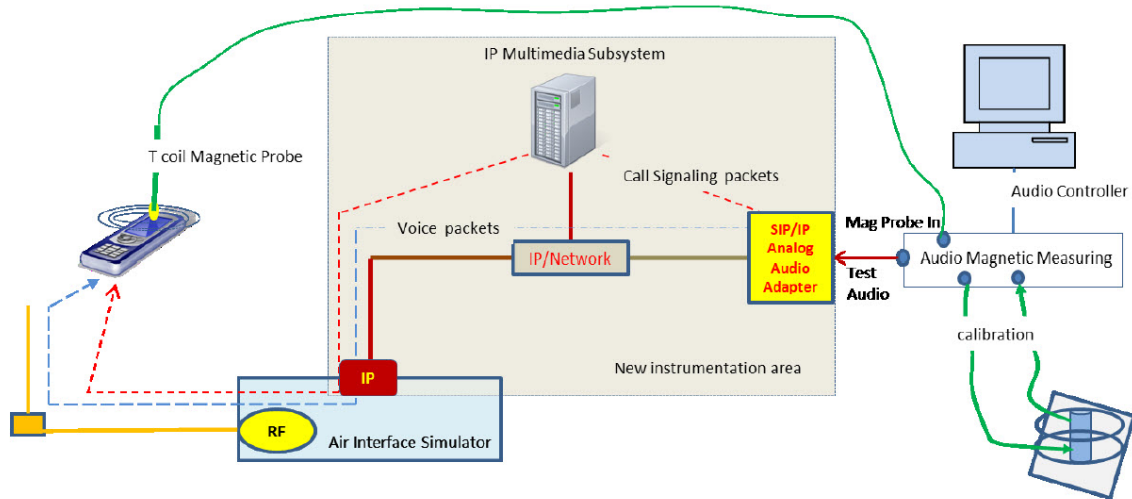 IP Multimedia Subsystem
T coil Magnetic Probe
Call Signaling packets
Audio Controller
Voice packets
Mag Probe In
SIP/IP
Analog
Audio
Adapter
IP/Network
Audio Magnetic Measuring
Test
Audio
calibration
New instrumentation area
IP
RF
Air Interface Simulator